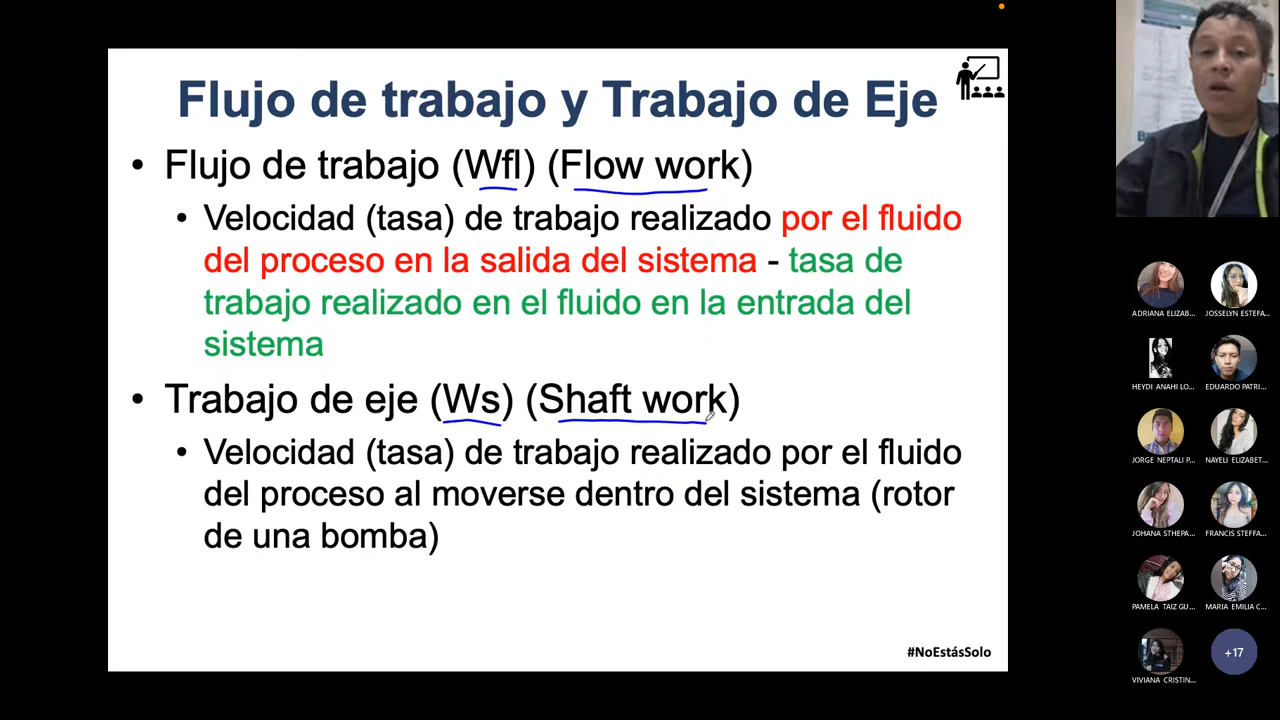 Flujo de trabajo y Trabajo de Eje
• Flujo de trabajo (Wfl) (Flow work)
• Velocidad (tasa) de trabajo realizado por el fluido
del proceso en la salida del sistema - tasa de
trabajo realizado en el fluido en la entrada del
sistema
• Trabajo de eje (Ws) (Shaft work)
• Velocidad (tasa) de trabajo realizado por el fluido
del proceso al moverse dentro del sistema (rotor
de una bomba)
#NoEstásSolo
ADRIANA ELIZAB...
JOSSELYN ESTEFA...
HEYDI ANAHI LO...
EDUARDO PATRI...
JORGE NEPTALI P...
NAYELI ELIZABET...
JOHANA STHEPA...
FRANCIS STEFFA...
PAMELA TAIZ GU...
MARIA EMILIA C...
VIVIANA CRISTIN...
+17